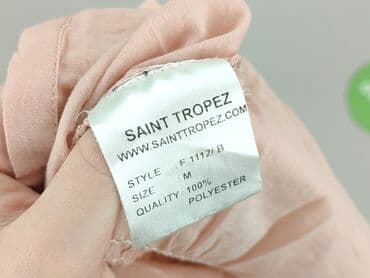 SAINT TROPEZ
WWW.SAINTTROPEZ.COM
STYLE : F 1112/ B
SIZE : M
QUALITY : 100%
POLYESTER